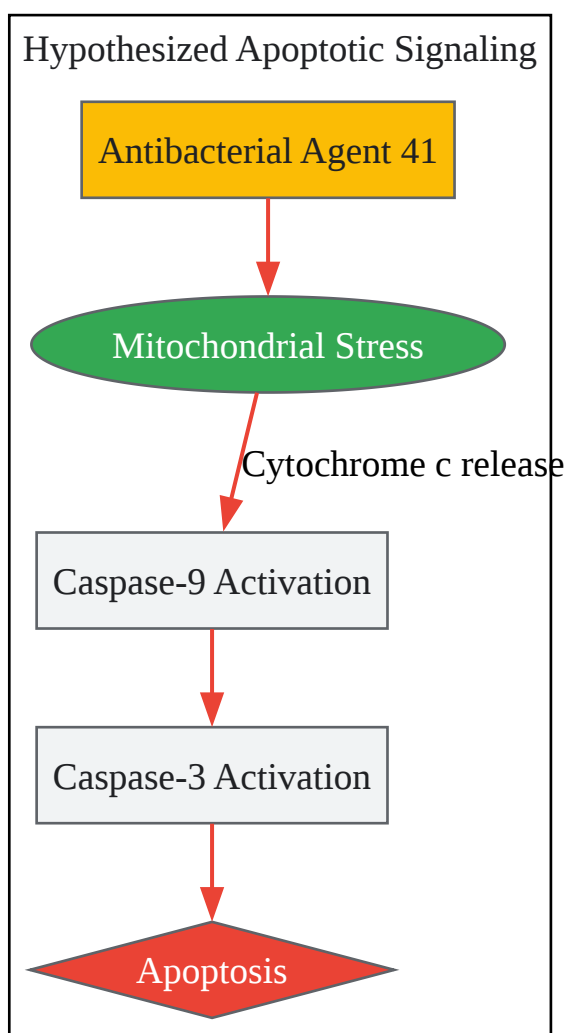 Hypothesized Apoptotic Signaling
Antibacterial Agent 41
Mitochondrial Stress
Cytochrome c release
Caspase-9 Activation
Caspase-3 Activation
Apoptosis